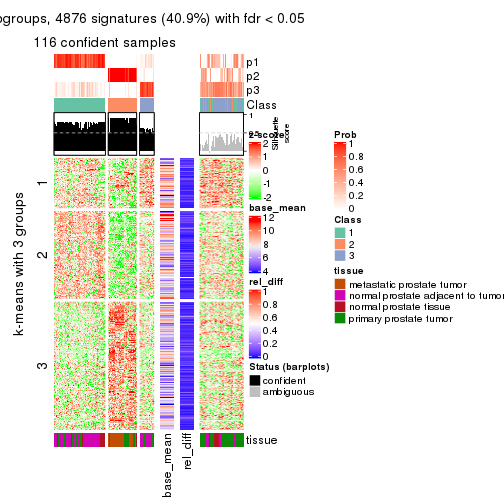 ogroups, 4876 signatures (40.9%) with fdr < 0.05
116 confident samples
p1
p2
p3
Class
1
Silhouette
score
z-score
2
1
0
-1
-2
base_mean
12
10
8
6
4
rel_diff
1
0.8
0.6
0.4
0.2
0
Status (barplots)
confident
ambiguous
Prob
1
0.8
0.6
0.4
0.2
0
Class
1
2
3
tissue
metastatic prostate tumor
normal prostate adjacent to tumor
normal prostate tissue
primary prostate tumor
k-means with 3 groups
1
2
3
tissue
base_mean
rel_diff